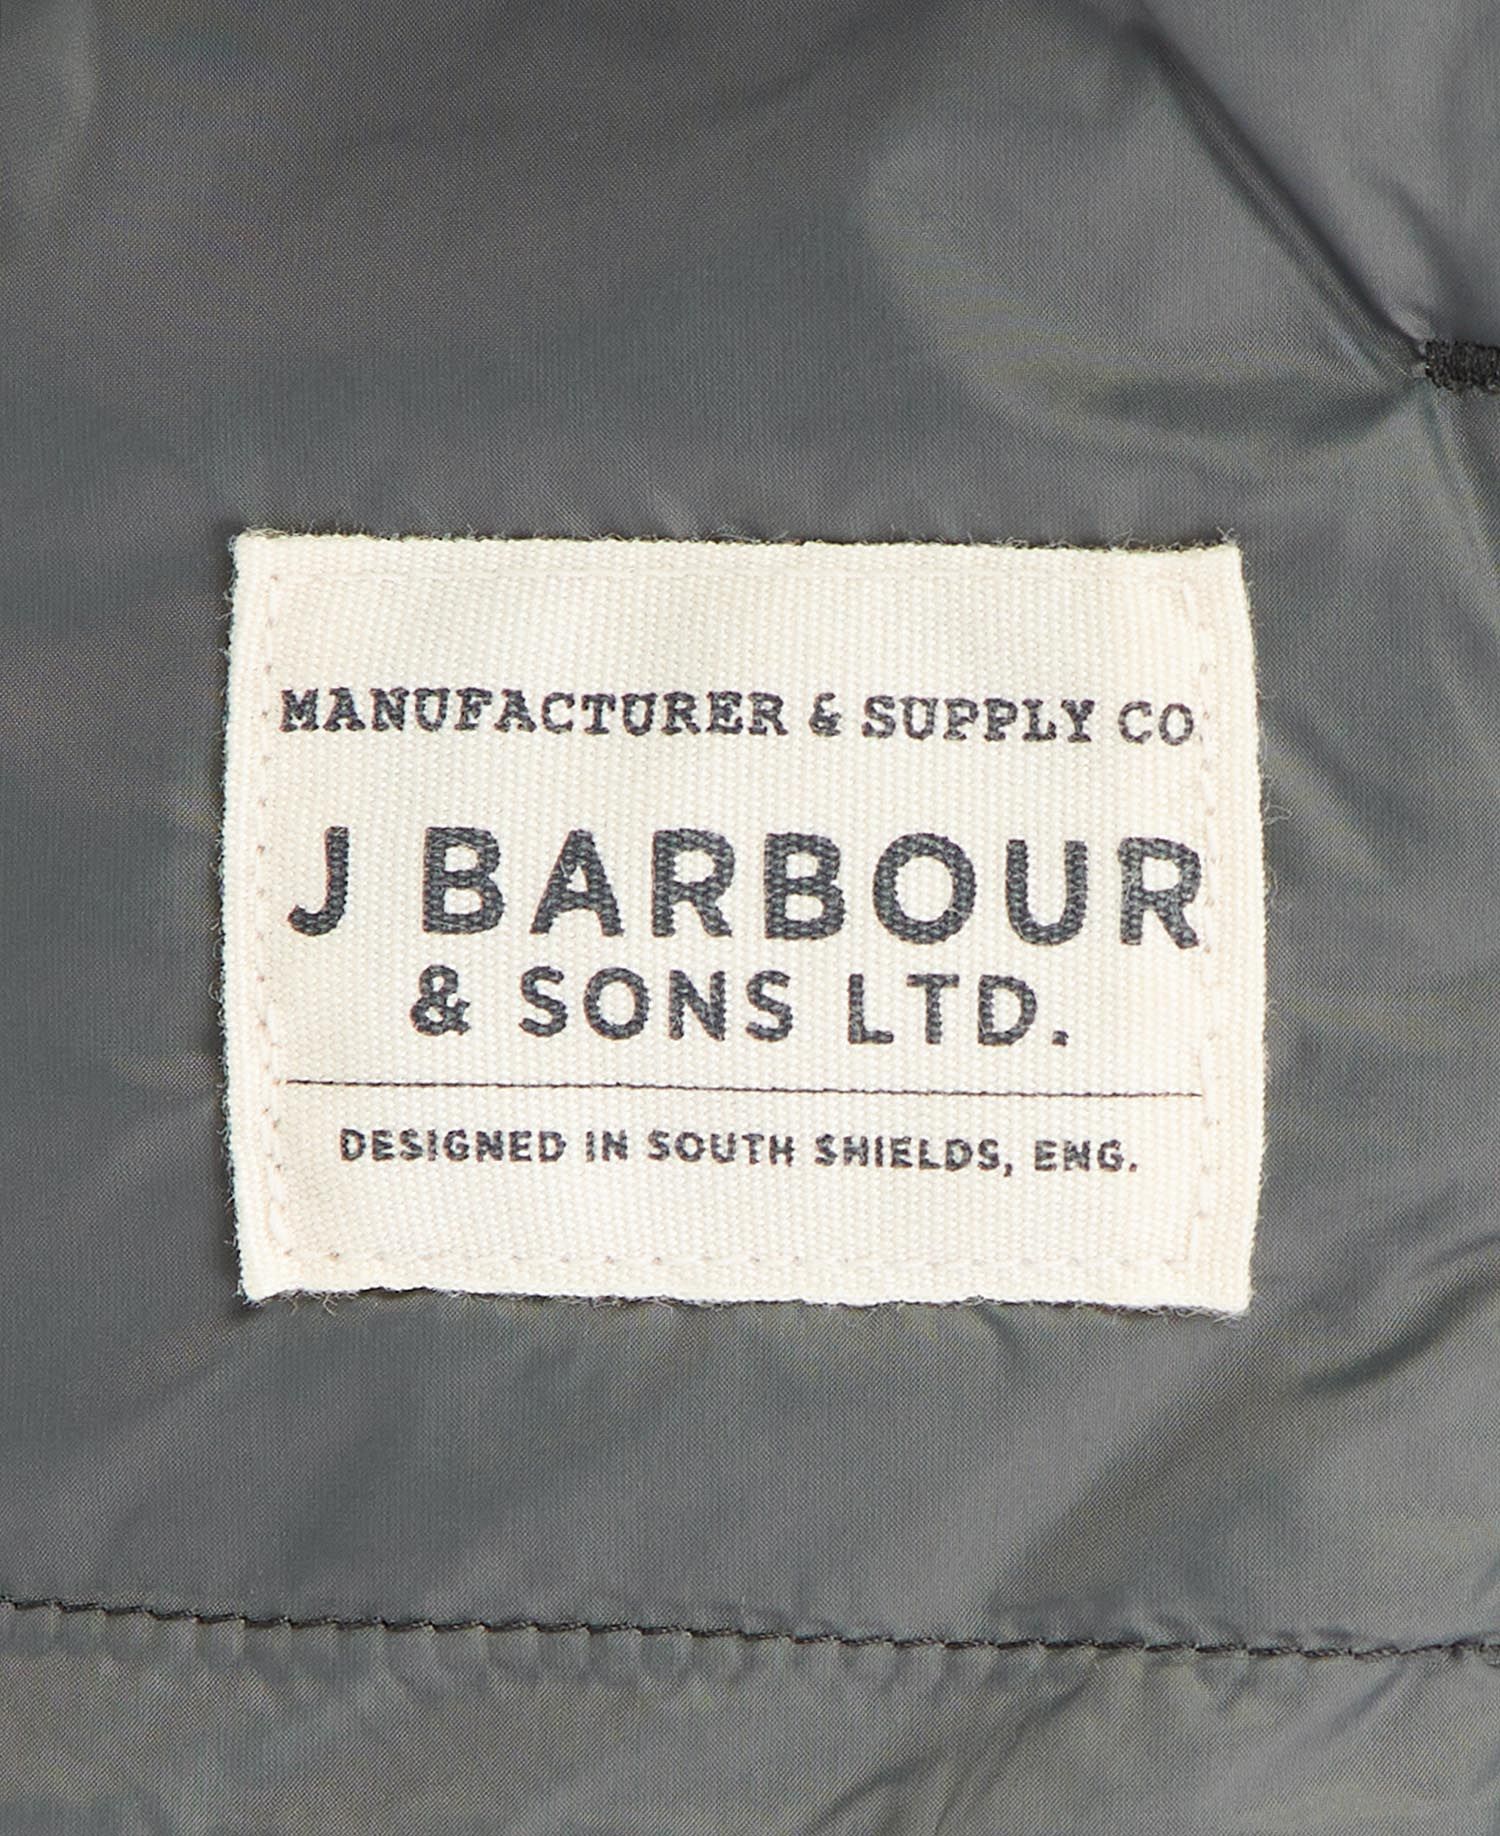 MANUFACTURER & SUPPLY CO
J BARBOUR
& SONS LTD.
DESIGNED IN SOUTH SHIELDS, ENG.